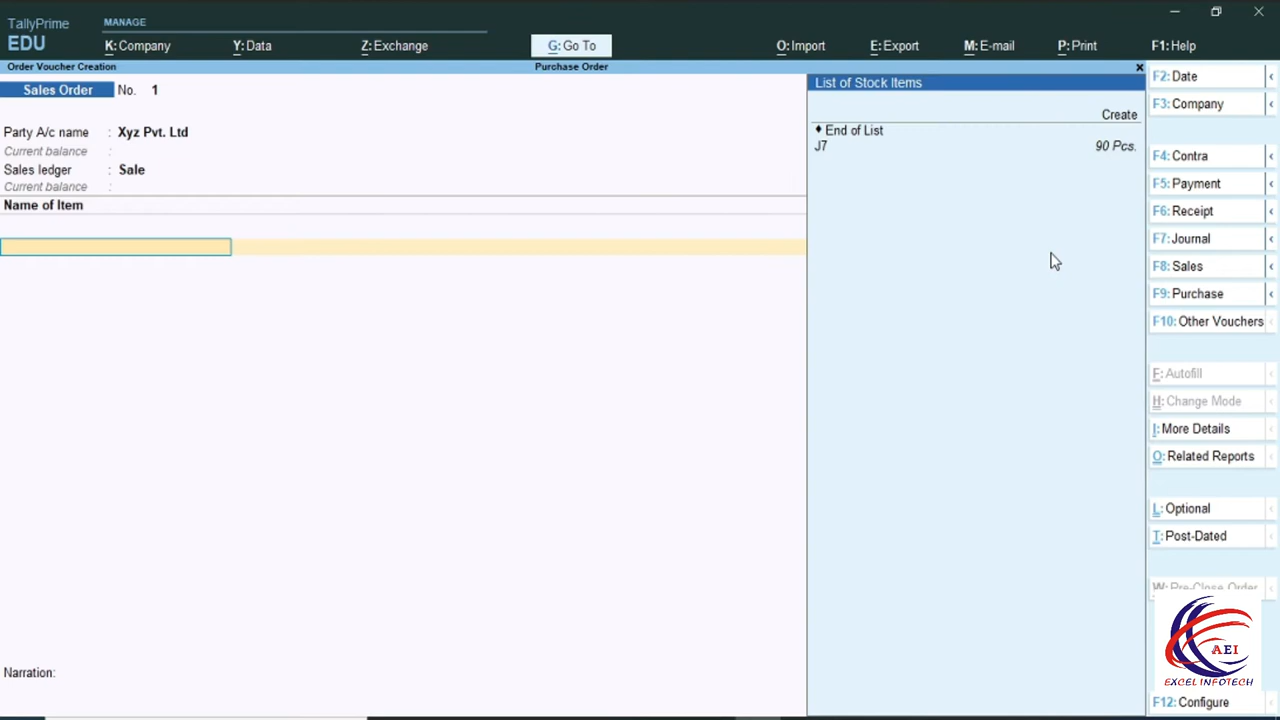 TallyPrime
EDU
MANAGE
K: Company
Y: Data
Z: Exchange
G: Go To
O: Import
E: Export
M: E-mail
P: Print
F1: Help
Order Voucher Creation
Purchase Order
Sales Order No. 1
Party A/c name : Xyz Pvt. Ltd
Current balance :
Sales ledger : Sale
Current balance :
Name of Item
Narration:
List of Stock Items
Create
♦ End of List
J7 90 Pcs.
F2: Date
F3: Company
F4: Contra
F5: Payment
F6: Receipt
F7: Journal
F8: Sales
F9: Purchase
F10: Other Vouchers
F: Autofill
H: Change Mode
I: More Details
O: Related Reports
L: Optional
T: Post-Dated
W: Pre-Close Order
AEI
EXCEL INFOTECH
F12: Configure